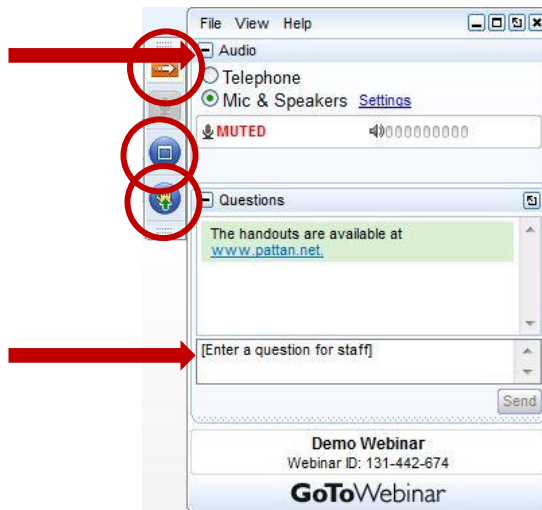 File View Help
Audio
Telephone
Mic & Speakers Settings
MUTED
Questions
The handouts are available at
www.pattan.net.
[Enter a question for staff]
Send
Demo Webinar
Webinar ID: 131-442-674
GoToWebinar